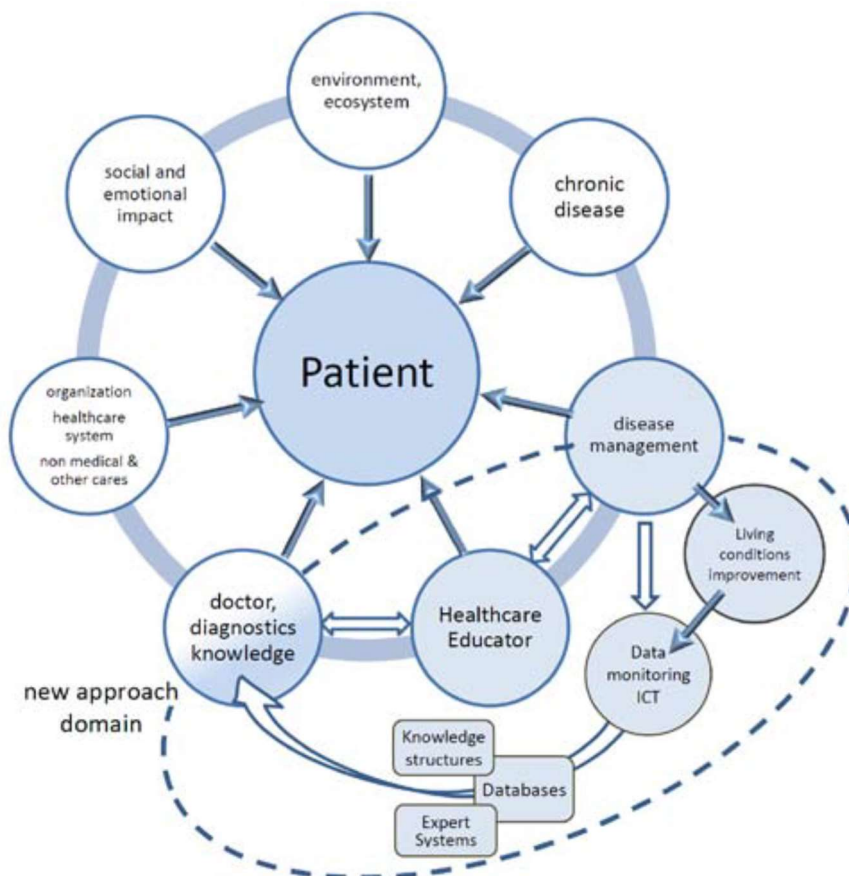 environment,
ecosystem
social and
emotional
impact
chronic
disease
Patient
organization
healthcare
system
non medical &
other cares
disease
management
Living
conditions
improvement
doctor,
diagnostics
knowledge
Healthcare
Educator
Data
monitoring
ICT
new approach
domain
Knowledge
structures
Databases
Expert
Systems